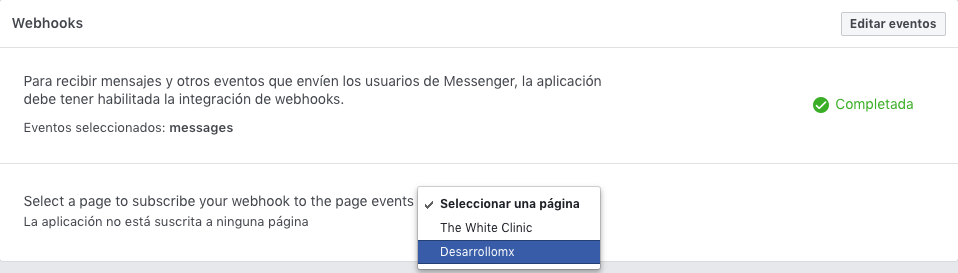 Webhooks
Editar eventos
Para recibir mensajes y otros eventos que envíen los usuarios de Messenger, la aplicación
debe tener habilitada la integración de webhooks.
Completada
Eventos seleccionados: messages
Select a page to subscribe your webhook to the page events
Seleccionar una página
La aplicación no está suscrita a ninguna página
The White Clinic
Desarrollomx